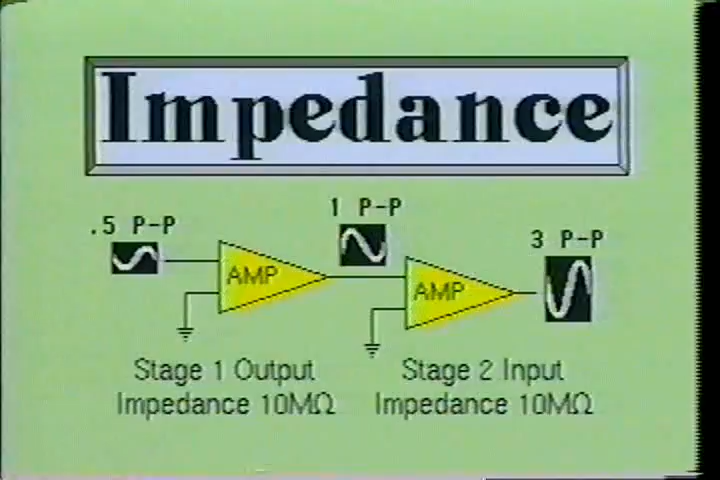 Impedance
.5 P-P
1 P-P
3 P-P
AMP
AMP
Stage 1 Output
Impedance 10MΩ
Stage 2 Input
Impedance 10MΩ